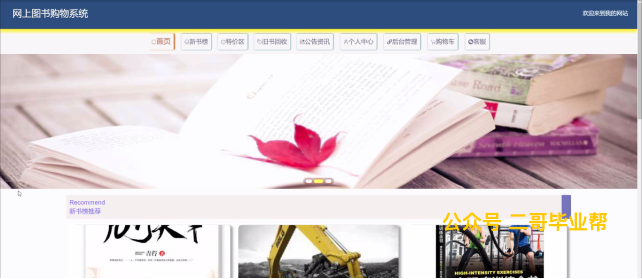 网上图书购物系统
欢迎来到我的网站
首页 新书榜 特价区 旧书回收 公告资讯 个人中心 后台管理 购物车 客服
Recommend
新书榜推荐
公众号 二哥毕业帮
吉行 著
HIGH-INTENSITY EXERCISES